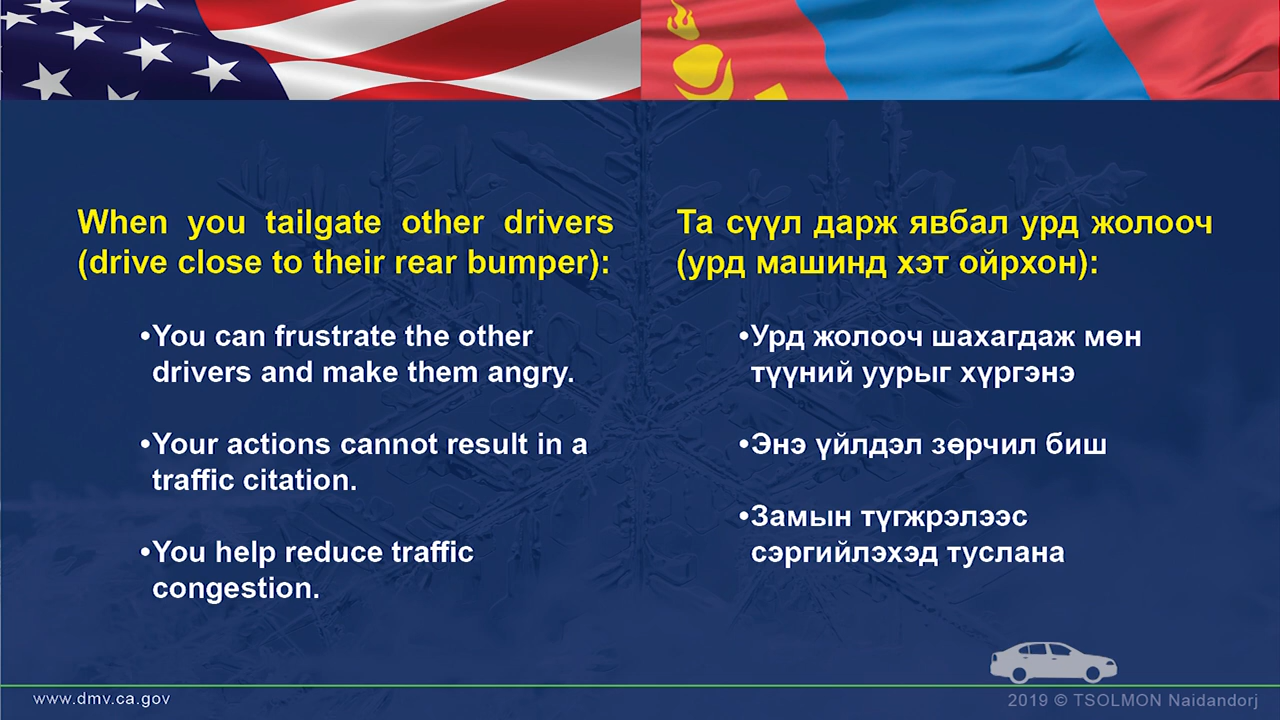 When you tailgate other drivers
(drive close to their rear bumper):
•You can frustrate the other
drivers and make them angry.
•Your actions cannot result in a
traffic citation.
•You help reduce traffic
congestion.
Та сүүл дарж явбал урд жолооч
(урд машинд хэт ойрхон):
•Урд жолооч шахагдаж мөн
түүний уурыг хүргэнэ
•Энэ үйлдэл зөрчил биш
•Замын түгжрэлээс
сэргийлэхэд туслана
www.dmv.ca.gov
2019 © TSOLMON Naidandorj